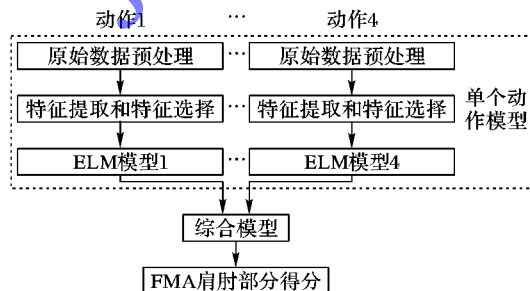 动作1 … 动作4
原始数据预处理 … 原始数据预处理
特征提取和特征选择 … 特征提取和特征选择
单个动
作模型
ELM模型1 … ELM模型4
综合模型
FMA肩肘部分得分